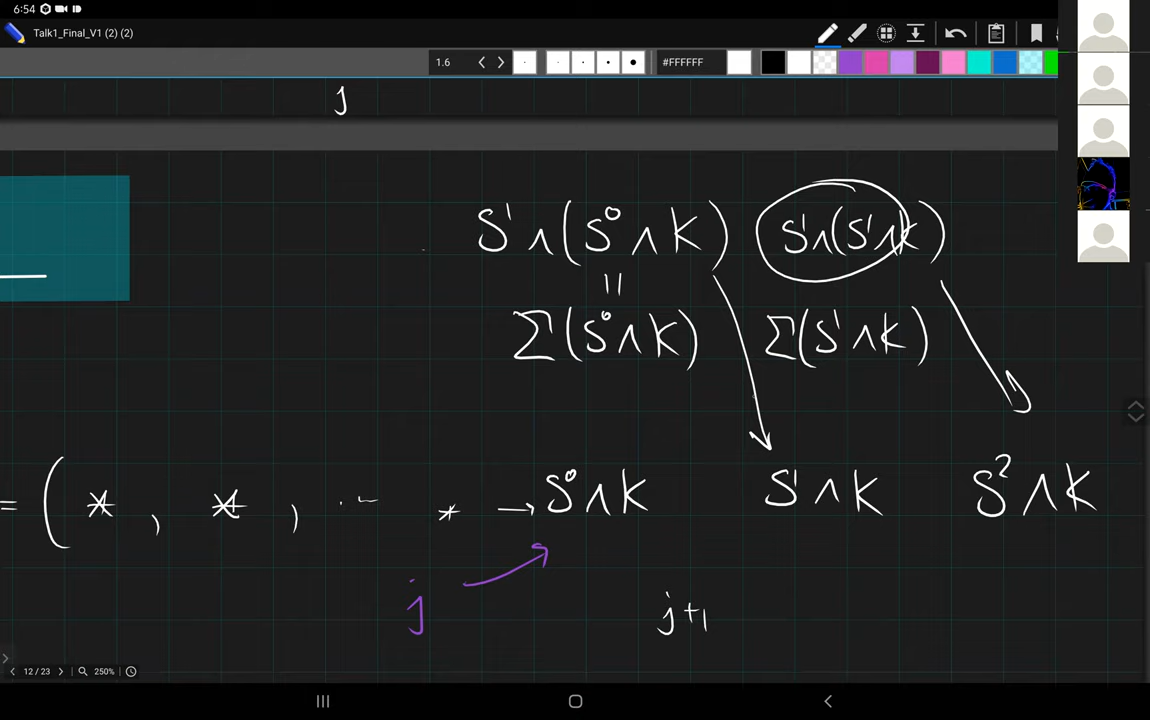 6:54
Talk1_Final_V1 (2) (2)
1.6
#FFFFFF
j
S¹∧(S⁰∧K) S¹∧(S¹∧K)
=
Σ(S⁰∧K) Σ(S¹∧K)
= ( * , * , ... * → S⁰∧K S¹∧K S²∧K
j j+1
12 / 23
250%